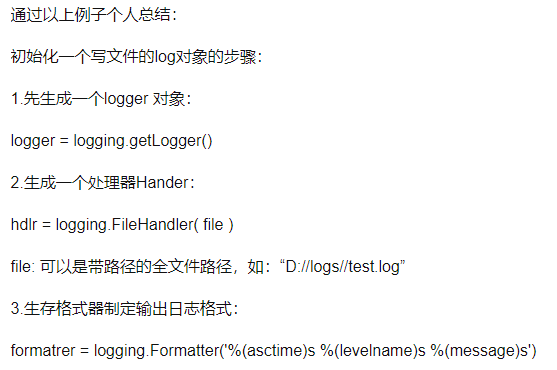 通过以上例子个人总结：
初始化一个写文件的log对象的步骤：
1.先生成一个logger 对象：
logger = logging.getLogger()
2.生成一个处理器Hander：
hdlr = logging.FileHandler( file )
file: 可以是带路径的全文件路径，如：“D://logs//test.log”
3.生存格式器制定输出日志格式：
formatrer = logging.Formatter('%(asctime)s %(levelname)s %(message)s')